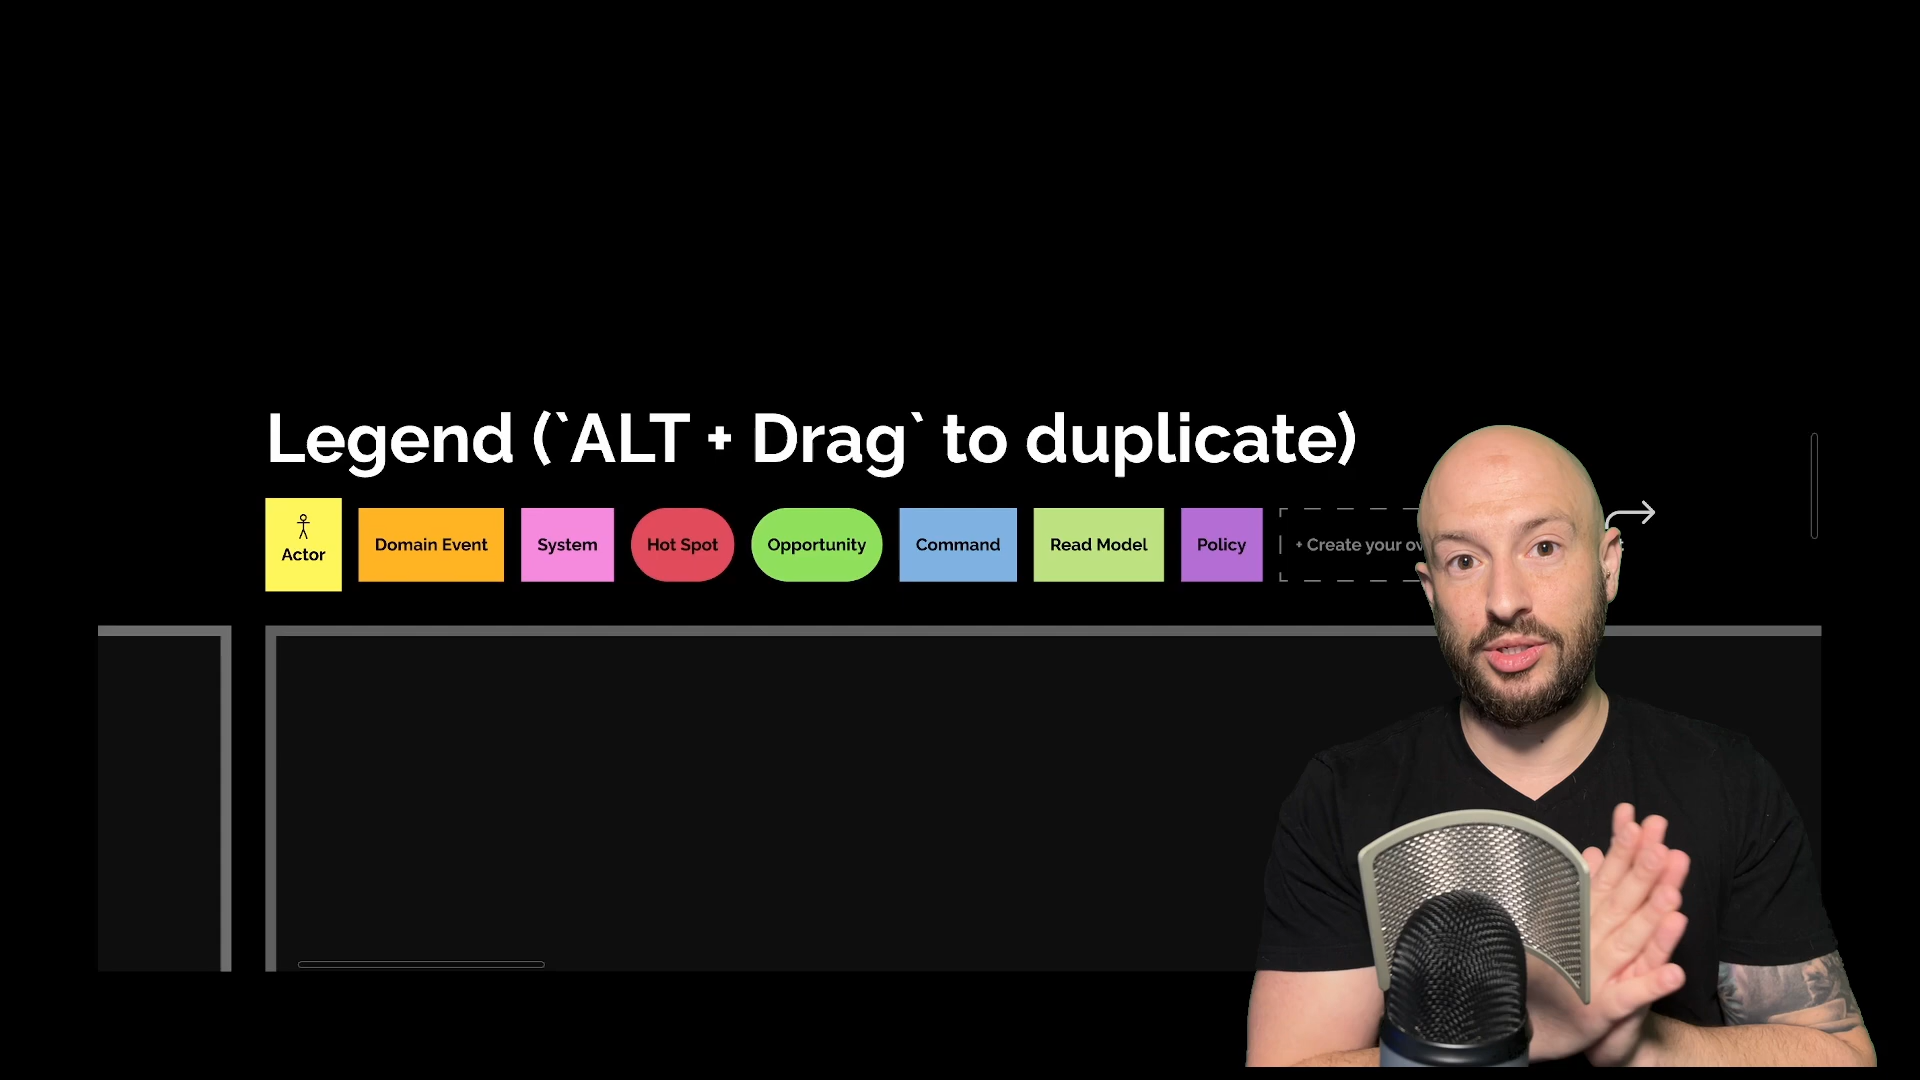 Legend (`ALT + Drag` to duplicate)
Actor
Domain Event
System
Hot Spot
Opportunity
Command
Read Model
Policy
+ Create your